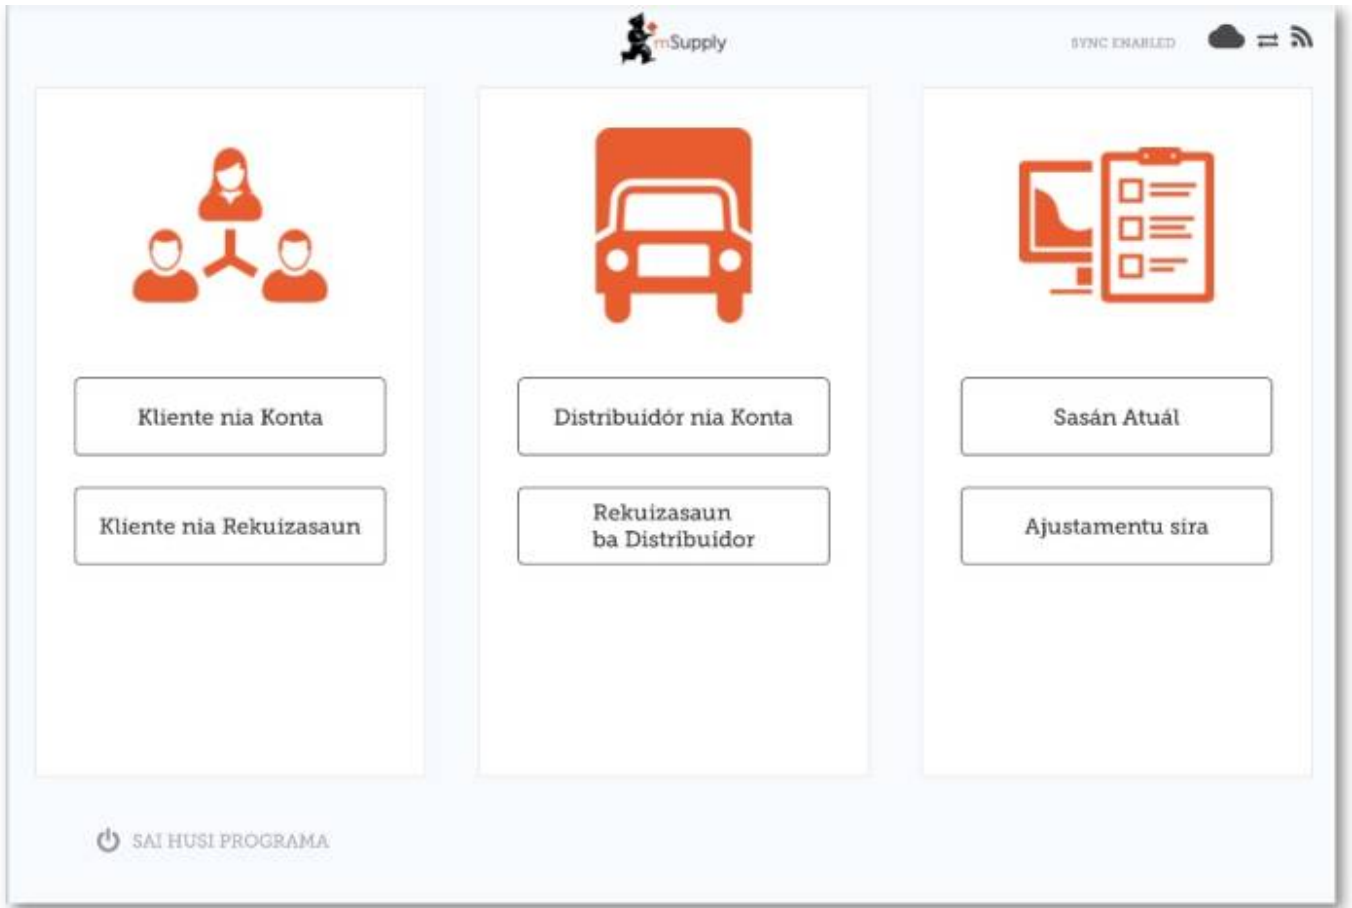 mSupply
SYNC ENABLED
Kliente nia Konta
Kliente nia Rekuizasaun
Distribuidór nia Konta
Rekuizasaun
ba Distribuidor
Sasán Atuál
Ajustamentu sira
SAI HUSI PROGRAMA